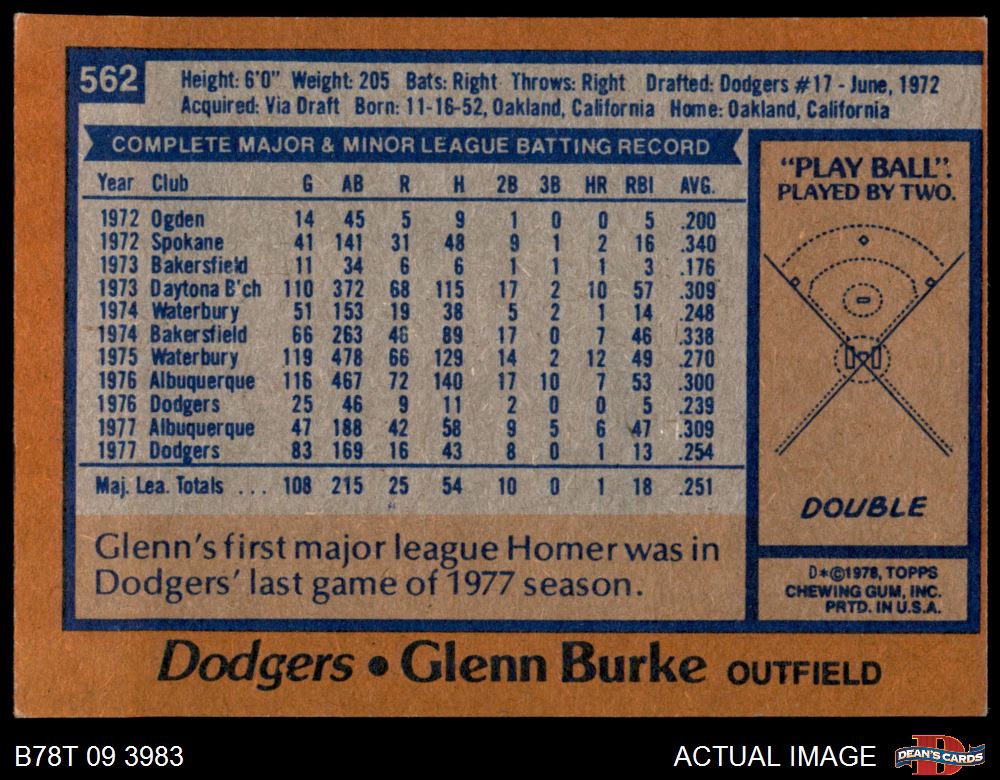 562
Height: 6'0" Weight: 205 Bats: Right Throws: Right Drafted: Dodgers #17 - June, 1972
Acquired: Via Draft Born: 11-16-52, Oakland, California Home: Oakland, California
COMPLETE MAJOR & MINOR LEAGUE BATTING RECORD
Year Club G AB R H 2B 3B HR RBI AVG.
1972 Ogden 14 45 5 9 1 0 0 5 .200
1972 Spokane 41 141 31 48 9 1 2 16 .340
1973 Bakersfield 11 34 6 6 1 1 1 3 .176
1973 Daytona B'ch 110 372 68 115 17 2 10 57 .309
1974 Waterbury 51 153 19 38 5 2 1 14 .248
1974 Bakersfield 66 263 46 89 17 0 7 46 .338
1975 Waterbury 119 478 66 129 14 2 12 49 .270
1976 Albuquerque 116 467 72 140 17 10 7 53 .300
1976 Dodgers 25 46 9 11 2 0 0 5 .239
1977 Albuquerque 47 188 42 58 9 5 6 47 .309
1977 Dodgers 83 169 16 43 8 0 1 13 .254
Maj. Lea. Totals ... 108 215 25 54 10 0 1 18 .251
Glenn's first major league Homer was in
Dodgers' last game of 1977 season.
"PLAY BALL":
PLAYED BY TWO.
DOUBLE
D*©1978, TOPPS
CHEWING GUM, INC.
PRTD. IN U.S.A.
Dodgers • Glenn Burke OUTFIELD
B78T 09 3983
ACTUAL IMAGE
D
DEAN'S CARDS